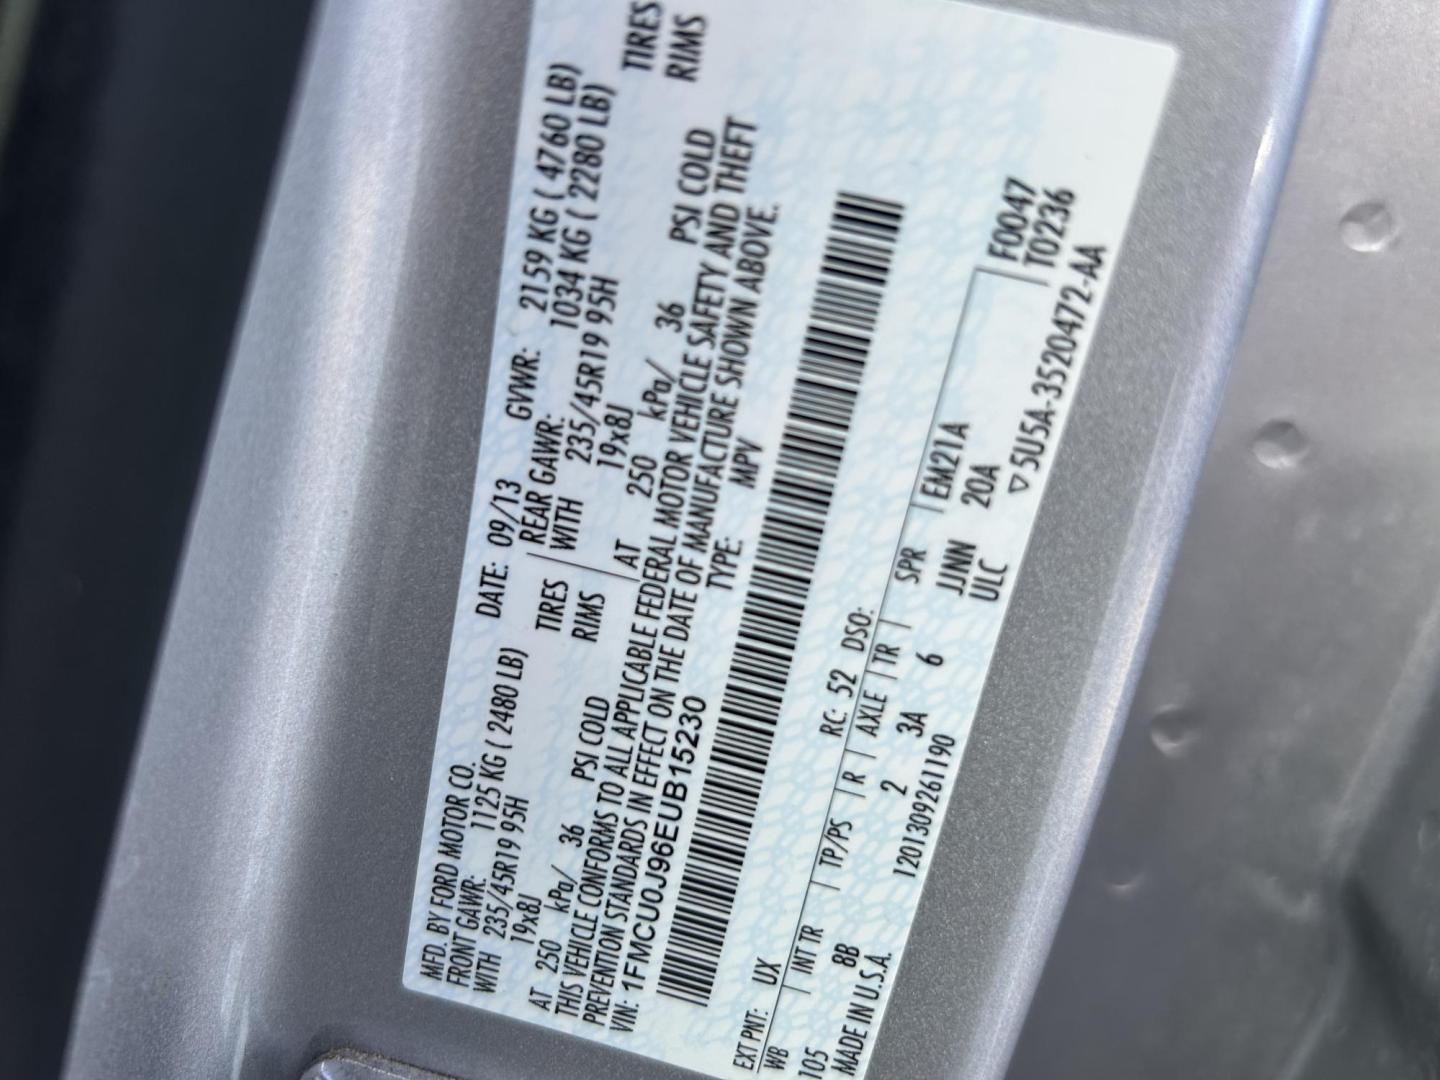 MFD. BY FORD MOTOR CO. DATE: 09/13 GVWR: 2159 KG ( 4760 LB)
FRONT GAWR: 1125 KG ( 2480 LB) REAR GAWR: 1034 KG ( 2280 LB)
WITH 235/45R19 95H TIRES WITH 235/45R19 95H TIRES
19x8J RIMS 19x8J RIMS
AT 250 kPa/ 36 PSI COLD AT 250 kPa/ 36 PSI COLD
THIS VEHICLE CONFORMS TO ALL APPLICABLE FEDERAL MOTOR VEHICLE SAFETY AND THEFT
PREVENTION STANDARDS IN EFFECT ON THE DATE OF MANUFACTURE SHOWN ABOVE.
VIN: 1FMCU0J96EUB15230 TYPE: MPV
EXT PNT: UX RC: 52 DSO: F0047
WB INT TR TP/PS R AXLE TR SPR EM21A T0236
105 BB 2 3A 6 JJNN 20A
MADE IN U.S.A. 1201309261190 ULC ▽5U5A-3520472-AA